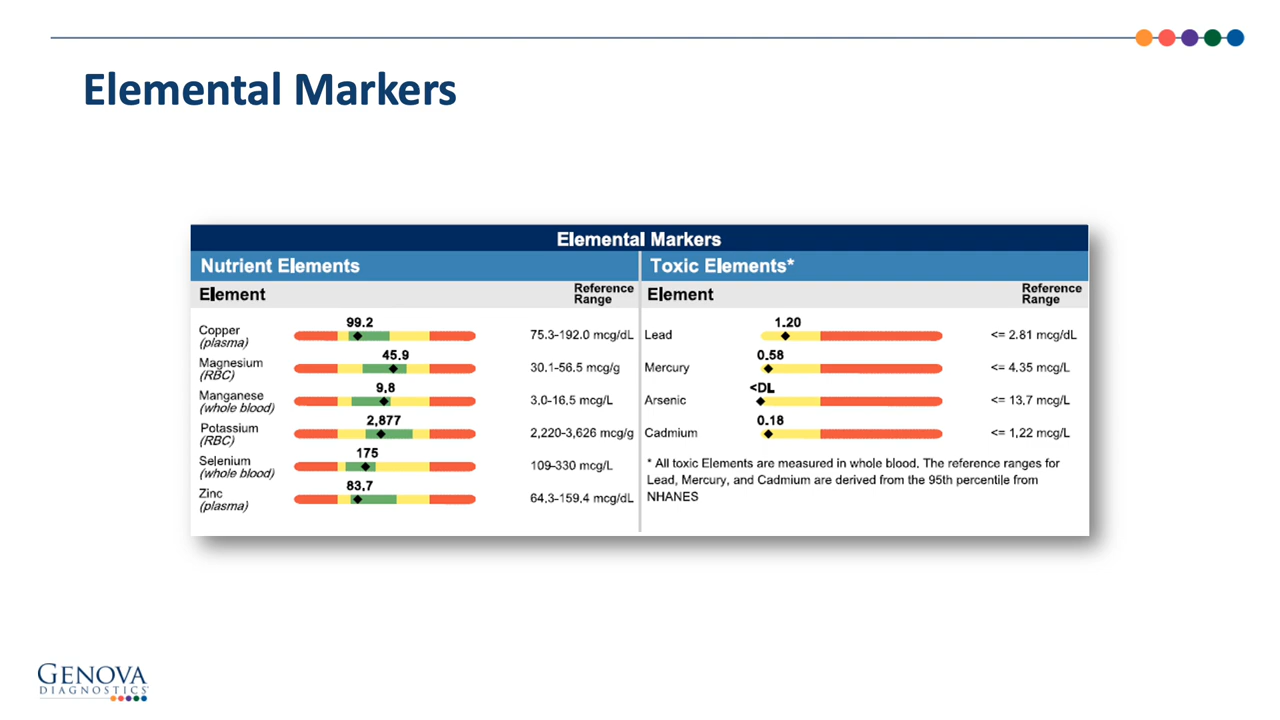 Elemental Markers
Elemental Markers
Nutrient Elements
Toxic Elements*
Element
Reference
Range
Element
Reference
Range
99.2
Copper
(plasma)
75.3-192.0 mcg/dL
45.9
Magnesium
(RBC)
30.1-56.5 mcg/g
9.8
Manganese
(whole blood)
3.0-16.5 mcg/L
2,877
Potassium
(RBC)
2,220-3,626 mcg/g
175
Selenium
(whole blood)
109-330 mcg/L
83.7
Zinc
(plasma)
64.3-159.4 mcg/dL
1.20
Lead
<= 2.81 mcg/dL
0.58
Mercury
<= 4.35 mcg/L
<DL
Arsenic
<= 13.7 mcg/L
0.18
Cadmium
<= 1.22 mcg/L
* All toxic Elements are measured in whole blood. The reference ranges for
Lead, Mercury, and Cadmium are derived from the 95th percentile from
NHANES
GENOVA
DIAGNOSTICS